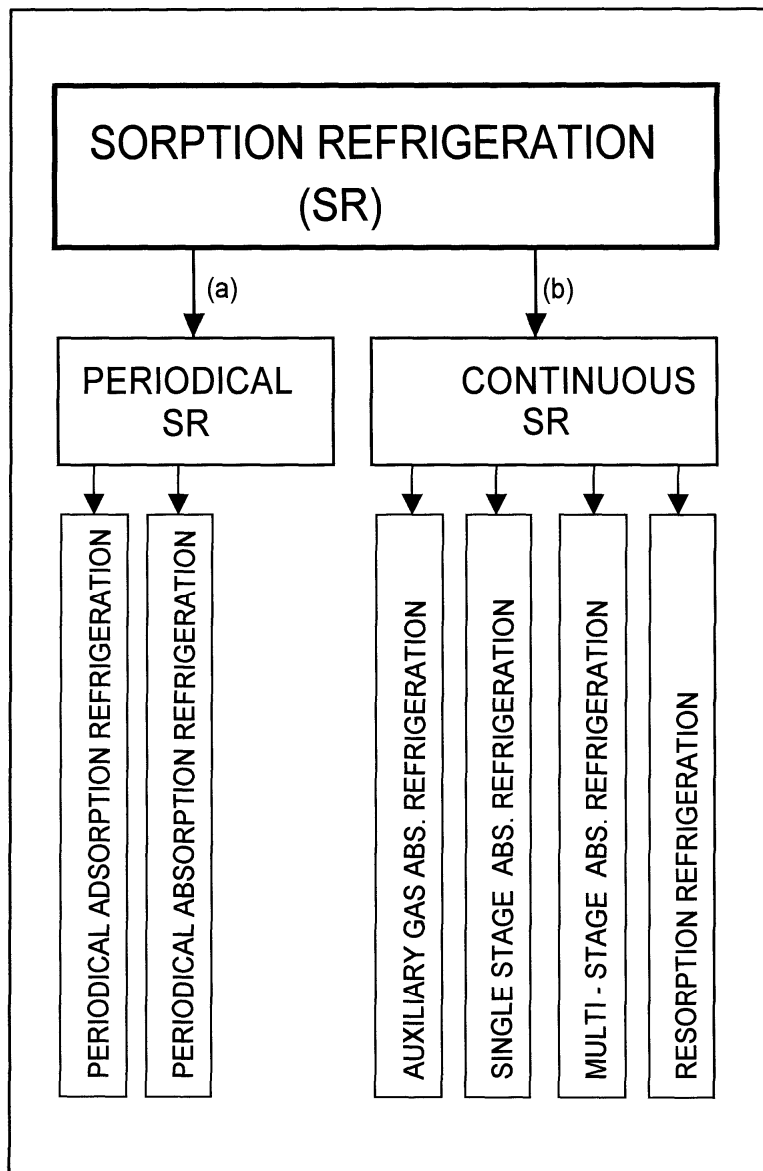 SORPTION REFRIGERATION
(SR)
(a)
(b)
PERIODICAL
SR
CONTINUOUS
SR
PERIODICAL ADSORPTION REFRIGERATION
PERIODICAL ABSORPTION REFRIGERATION
AUXILIARY GAS ABS. REFRIGERATION
SINGLE STAGE ABS. REFRIGERATION
MULTI - STAGE ABS. REFRIGERATION
RESORPTION REFRIGERATION